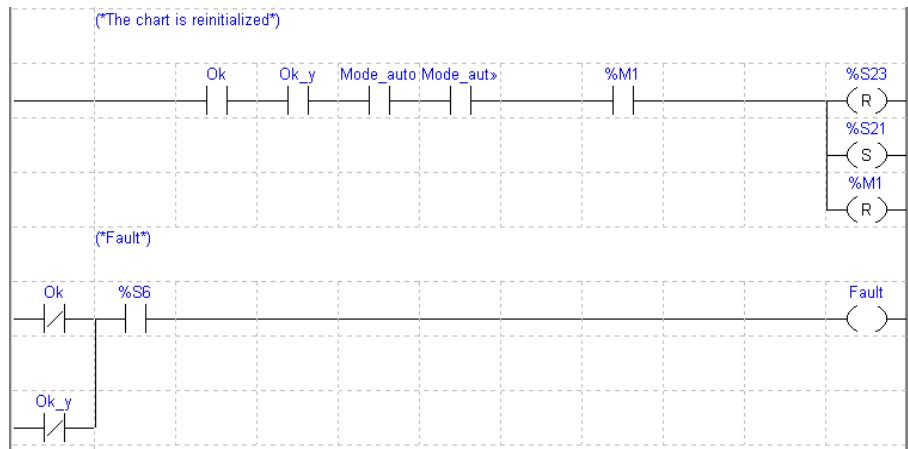 (*The chart is reinitialized*)
Ok Ok_y Mode_auto Mode_aut» %M1 %S23
R
%S21
S
%M1
R
(*Fault*)
Ok %S6 Fault
Ok_y